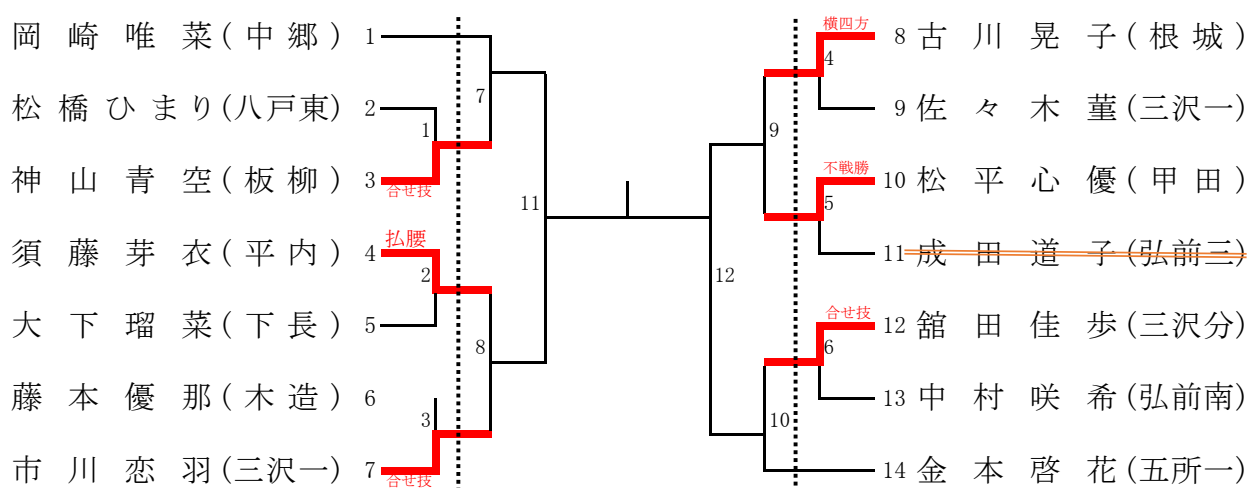 岡崎唯菜(中郷) 1
松橋ひまり(八戸東) 2
1
神山青空(板柳) 3
合せ技
7
須藤芽衣(平内) 4
払腰
2
大下瑠菜(下長) 5
8
藤本優那(木造) 6
3
市川恋羽(三沢一) 7
合せ技
11
横四方
8 古川晃子(根城)
4
9 佐々木菫(三沢一)
9
不戦勝
10 松平心優(甲田)
5
11 成田道子(弘前三)
12
合せ技
12 舘田佳歩(三沢分)
6
13 中村咲希(弘前南)
10
14 金本啓花(五所一)